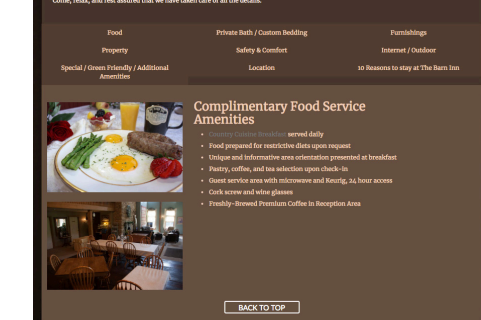 Come, relax, and rest assured that we have taken care of all the details.
Food
Private Bath / Custom Bedding
Furnishings
Property
Safety & Comfort
Internet / Outdoor
Special / Green Friendly / Additional
Amenities
Location
10 Reasons to stay at The Barn Inn
Complimentary Food Service
Amenities
Country Cuisine Breakfast served daily
Food prepared for restrictive diets upon request
Unique and informative area orientation presented at breakfast
Pastry, coffee, and tea selection upon check-in
Guest service area with microwave and Keurig, 24 hour access
Cork screw and wine glasses
Freshly-Brewed Premium Coffee in Reception Area
BACK TO TOP